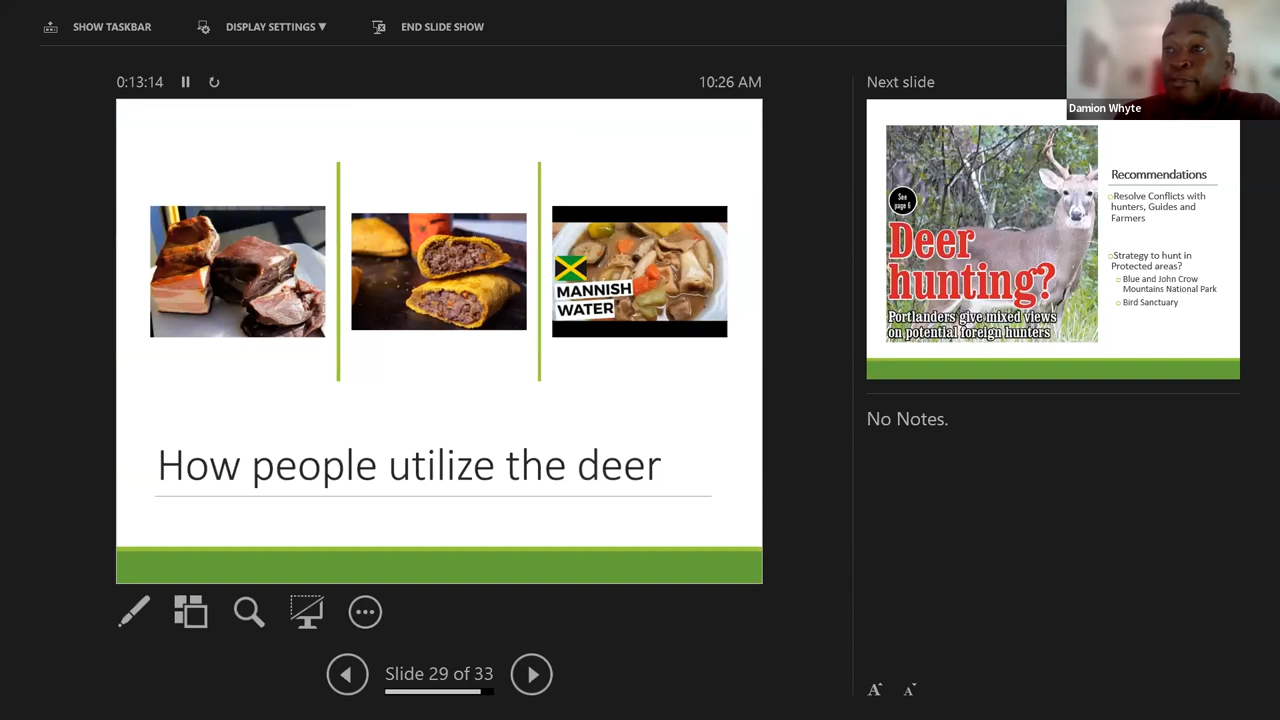 SHOW TASKBAR
DISPLAY SETTINGS ▼
END SLIDE SHOW
Damion Whyte
0:13:14
10:26 AM
MANNISH
WATER
How people utilize the deer
Slide 29 of 33
Next slide
See
page 6
Deer
hunting?
Portlanders give mixed views
on potential foreign hunters
Recommendations
Resolve Conflicts with
hunters, Guides and
Farmers
Strategy to hunt in
Protected areas?
Blue and John Crow
Mountains National Park
Bird Sanctuary
No Notes.
A A